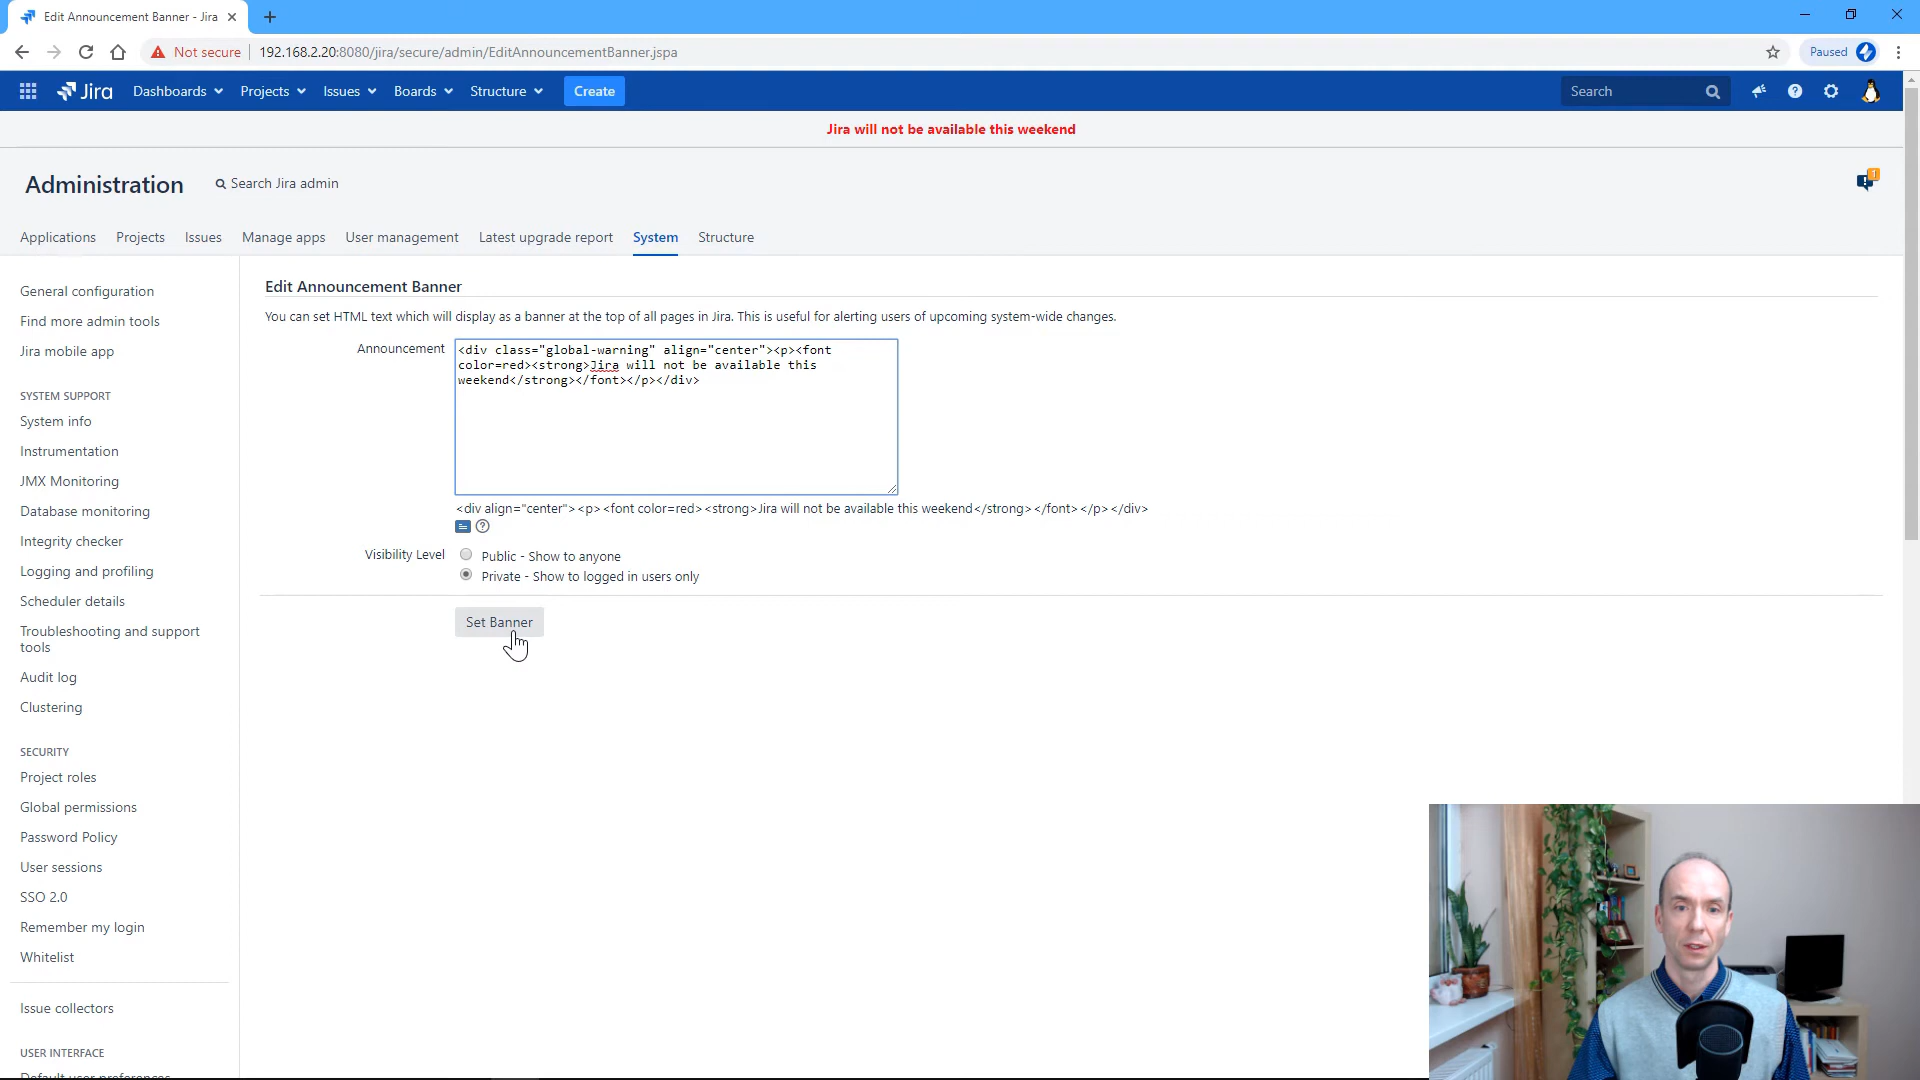 Edit Announcement Banner - Jira
Not secure
192.168.2.20:8080/jira/secure/admin/EditAnnouncementBanner.jspa
Paused
Jira
Dashboards
Projects
Issues
Boards
Structure
Create
Search
Jira will not be available this weekend
Administration
Search Jira admin
Applications
Projects
Issues
Manage apps
User management
Latest upgrade report
System
Structure
General configuration
Find more admin tools
Jira mobile app
SYSTEM SUPPORT
System info
Instrumentation
JMX Monitoring
Database monitoring
Integrity checker
Logging and profiling
Scheduler details
Troubleshooting and support
tools
Audit log
Clustering
SECURITY
Project roles
Global permissions
Password Policy
User sessions
SSO 2.0
Remember my login
Whitelist
Issue collectors
USER INTERFACE
Default user preferences
Edit Announcement Banner
You can set HTML text which will display as a banner at the top of all pages in Jira. This is useful for alerting users of upcoming system-wide changes.
Announcement
<div class="global-warning" align="center"><p><font
color=red><strong>Jira will not be available this
weekend</strong></font></p></div>
<div align="center"><p><font color=red><strong>Jira will not be available this weekend</strong></font></p></div>
Visibility Level
Public - Show to anyone
Private - Show to logged in users only
Set Banner